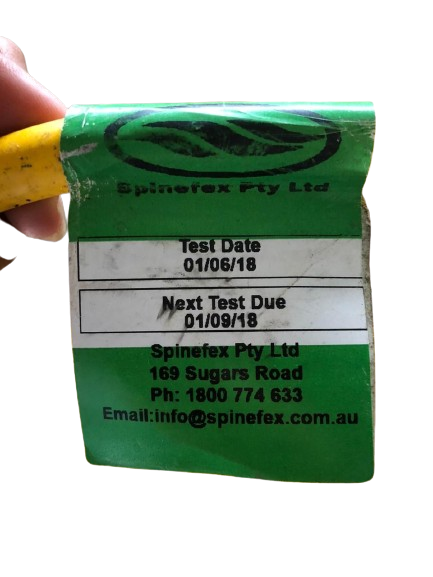 Spinefex Pty Ltd
Test Date
01/06/18
Next Test Due
01/09/18
Spinefex Pty Ltd
169 Sugars Road
Ph: 1800 774 633
Email:info@spinefex.com.au